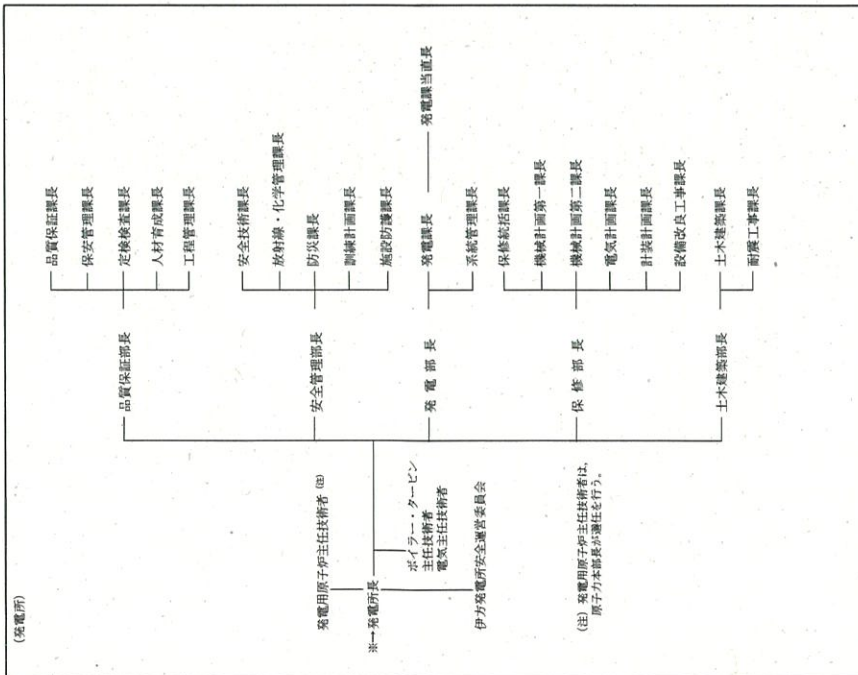 (発電所)
発電用原子炉主任技術者 (注)
※→発電所長
伊方発電所安全運営委員会
ボイラー・タービン
主任技術者
電気主任技術者
(注) 発電用原子炉主任技術者は、
原子力本部長が選任を行う。
品質保証部長
品質保証課長
保安管理課長
定検検査課長
人材育成課長
工程管理課長
安全管理部長
安全技術課長
放射線・化学管理課長
防災課長
訓練計画課長
施設防護課長
発電部長
発電課長
発電課当直長
系統管理課長
保修部長
保修統括課長
機械計画第一課長
機械計画第二課長
電気計画課長
計装計画課長
設備改良工事課長
土木建築部長
土木建築課長
耐震工事課長